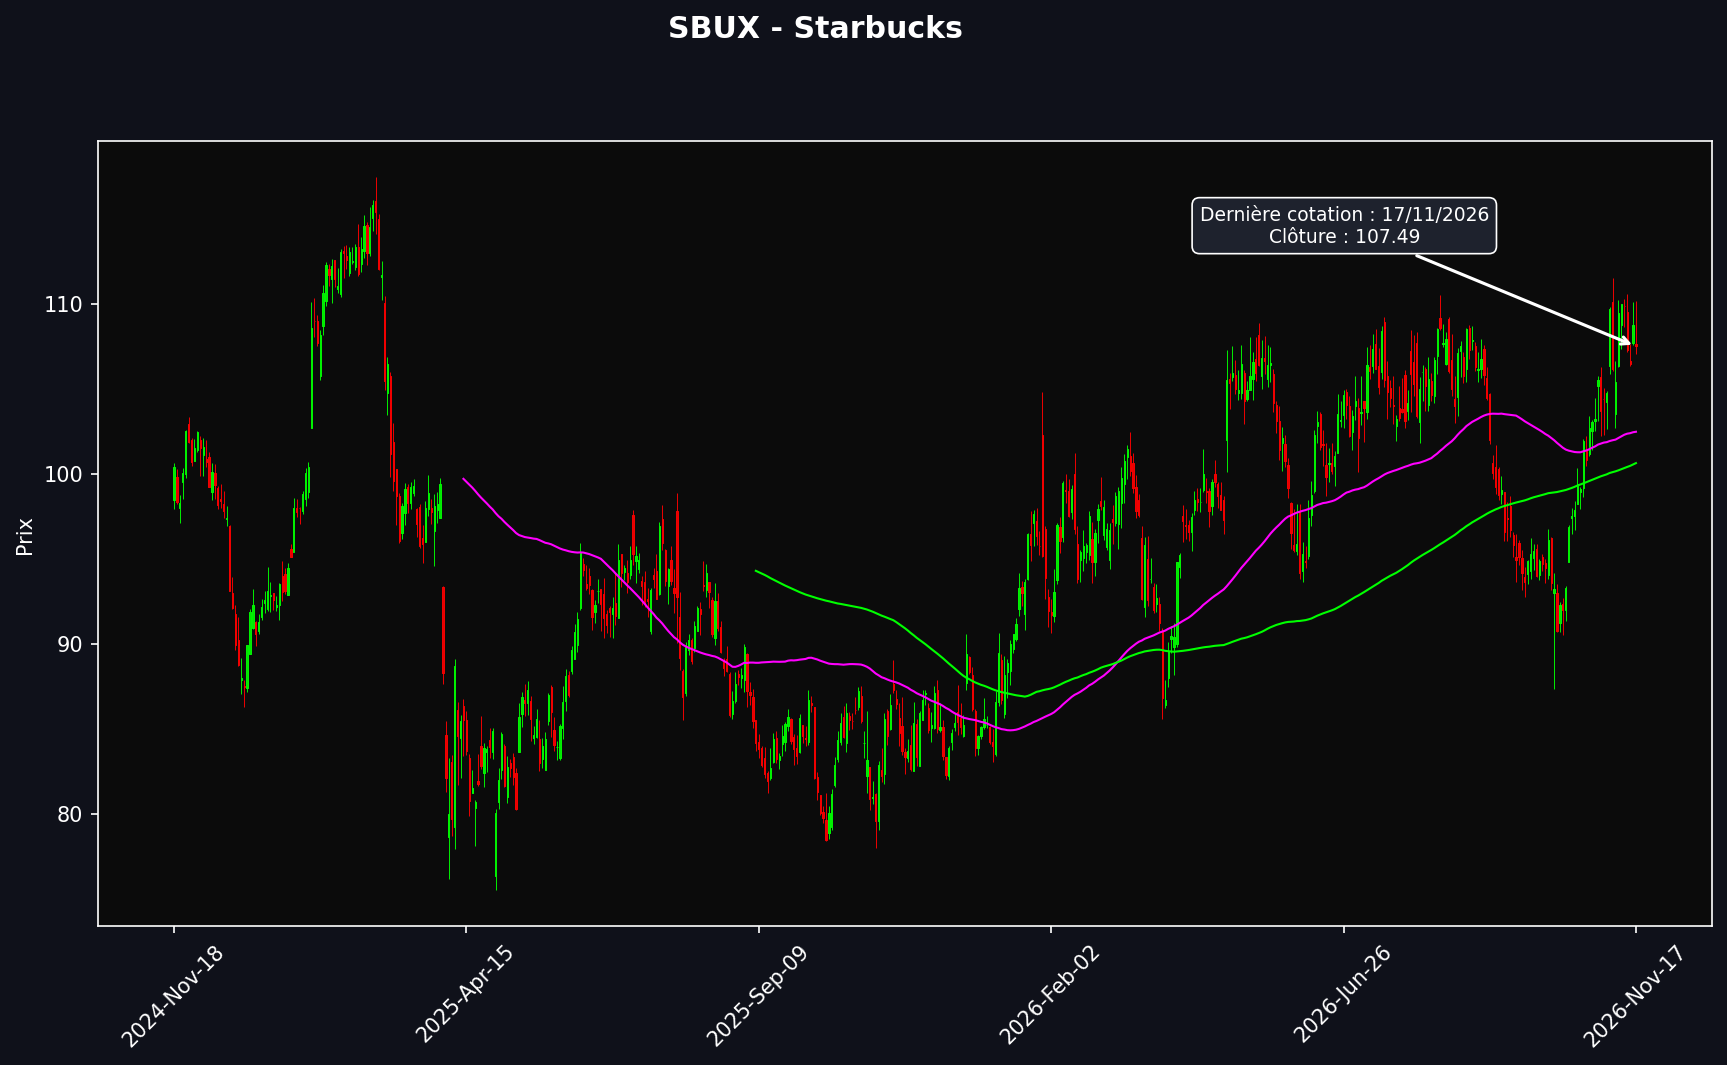 SBUX - Starbucks
Dernière cotation : 17/11/2026
Clôture : 107.49
Prix
110
100
90
80
2024-Nov-18
2025-Apr-15
2025-Sep-09
2026-Feb-02
2026-Jun-26
2026-Nov-17